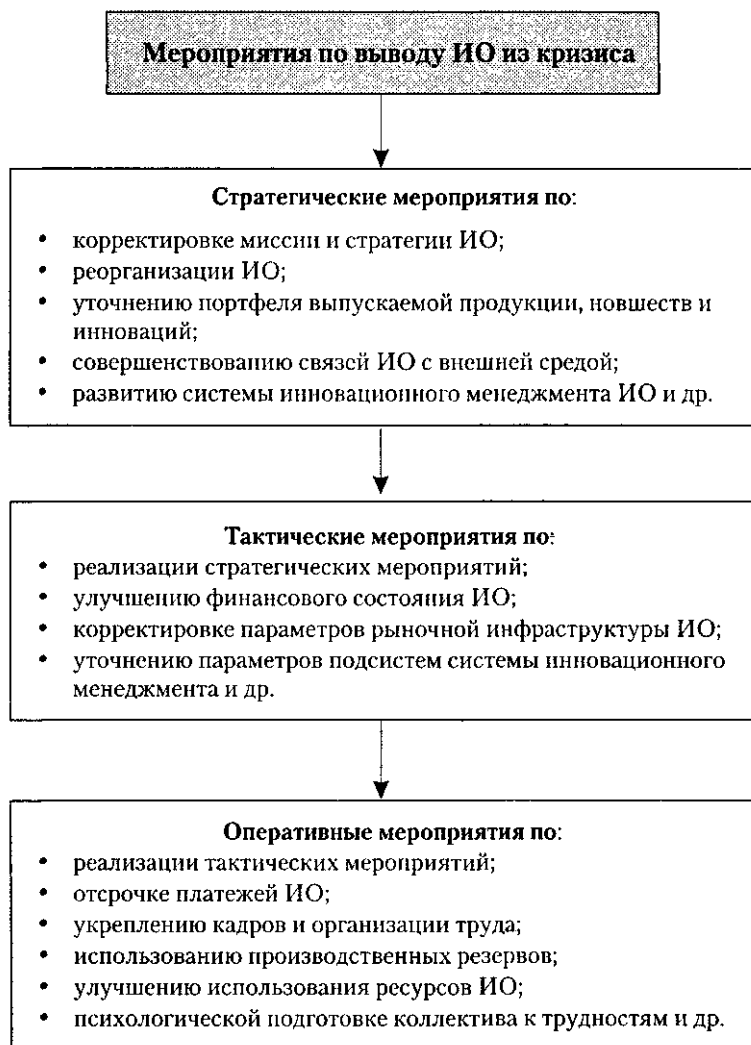 Мероприятия по выводу ИО из кризиса
Стратегические мероприятия по:
• корректировке миссии и стратегии ИО;
• реорганизации ИО;
• уточнению портфеля выпускаемой продукции, новшеств и
инноваций;
• совершенствованию связей ИО с внешней средой;
• развитию системы инновационного менеджмента ИО и др.
Тактические мероприятия по:
• реализации стратегических мероприятий;
• улучшению финансового состояния ИО;
• корректировке параметров рыночной инфраструктуры ИО;
• уточнению параметров подсистем системы инновационного
менеджмента и др.
Оперативные мероприятия по:
• реализации тактических мероприятий;
• отсрочке платежей ИО;
• укреплению кадров и организации труда;
• использованию производственных резервов;
• улучшению использования ресурсов ИО;
• психологической подготовке коллектива к трудностям и др.